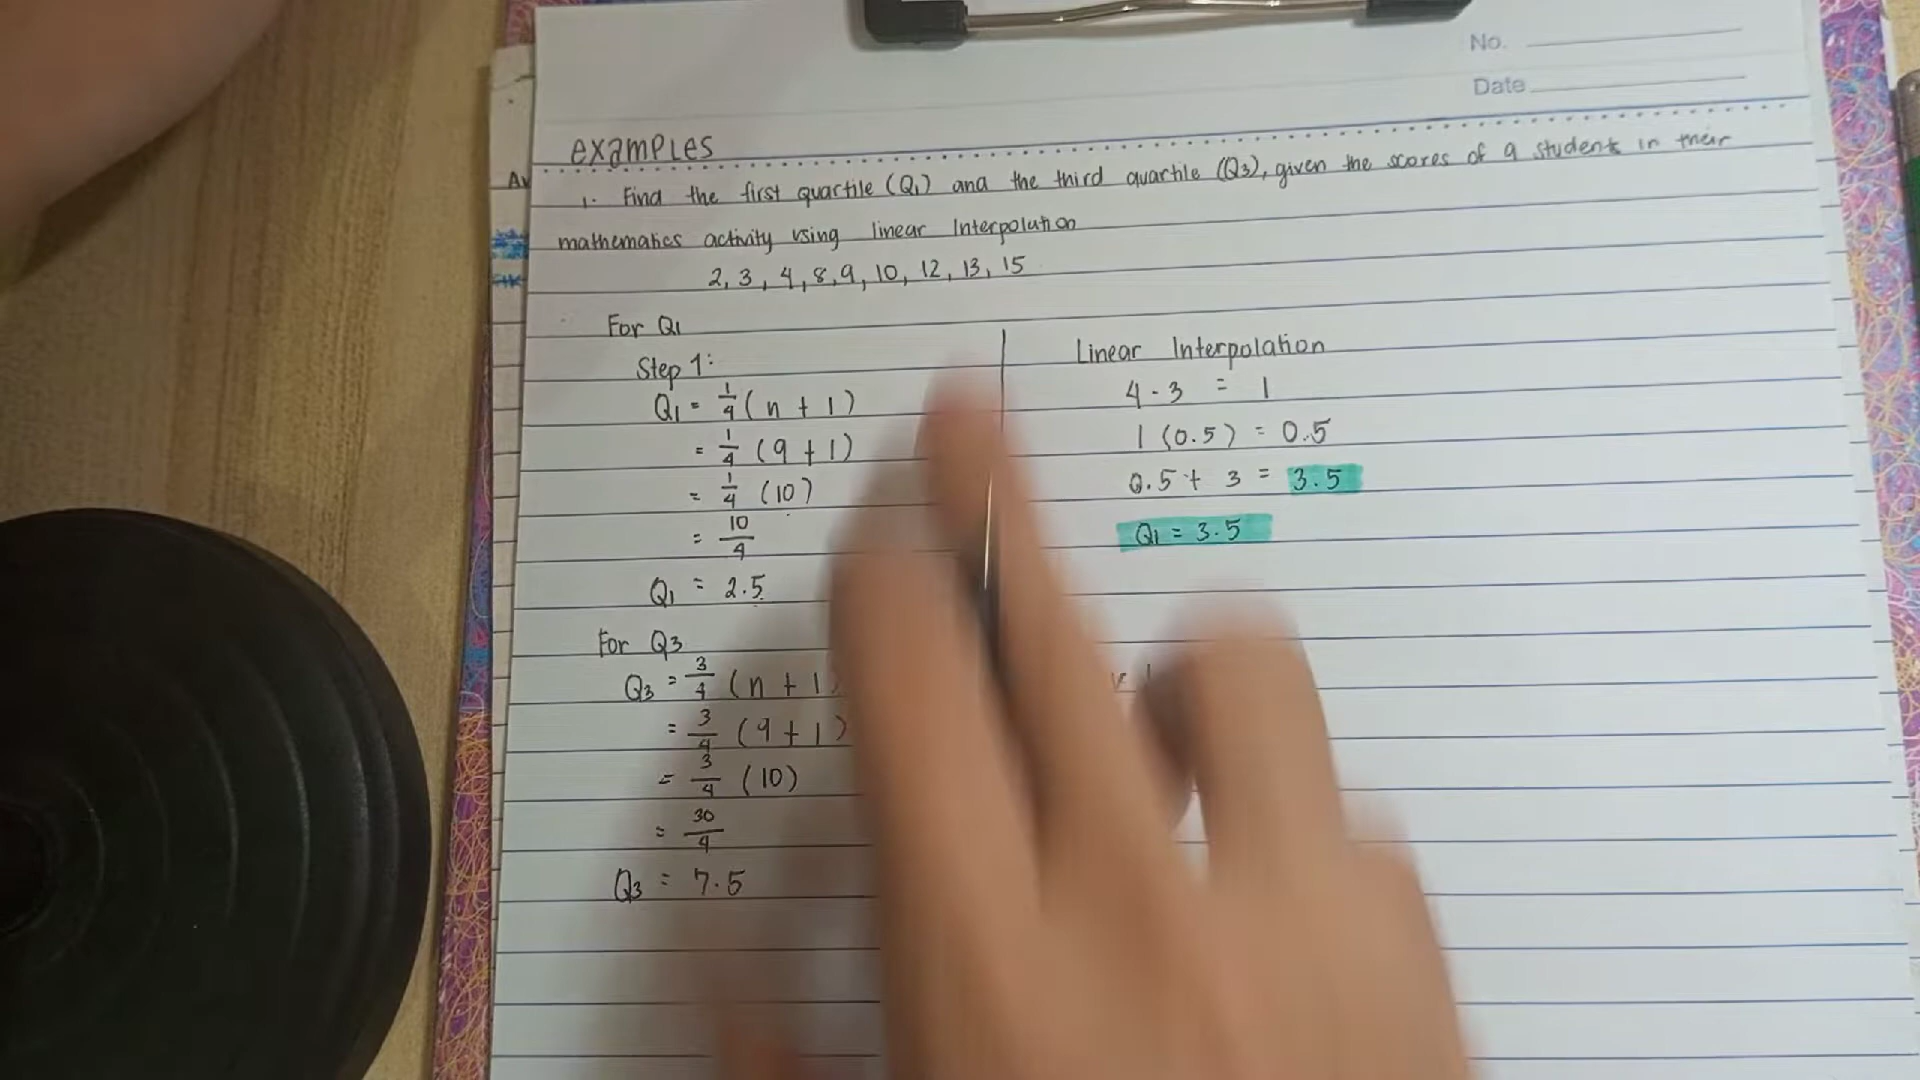 No.
Date
examples
1. Find the first quartile (Q1) and the third quartile (Q3), given the scores of 9 students in their
mathematics activity using linear Interpolation
2, 3, 4, 8, 9, 10, 12, 13, 15
For Q1
Step 1:
Q1 = 1/4 (n + 1)
= 1/4 (9 + 1)
= 1/4 (10)
= 10/4
Q1 = 2.5
Linear Interpolation
4 - 3 = 1
1 (0.5) = 0.5
0.5 + 3 = 3.5
Q1 = 3.5
For Q3
Q3 = 3/4 (n + 1)
= 3/4 (9 + 1)
= 3/4 (10)
= 30/4
Q3 = 7.5